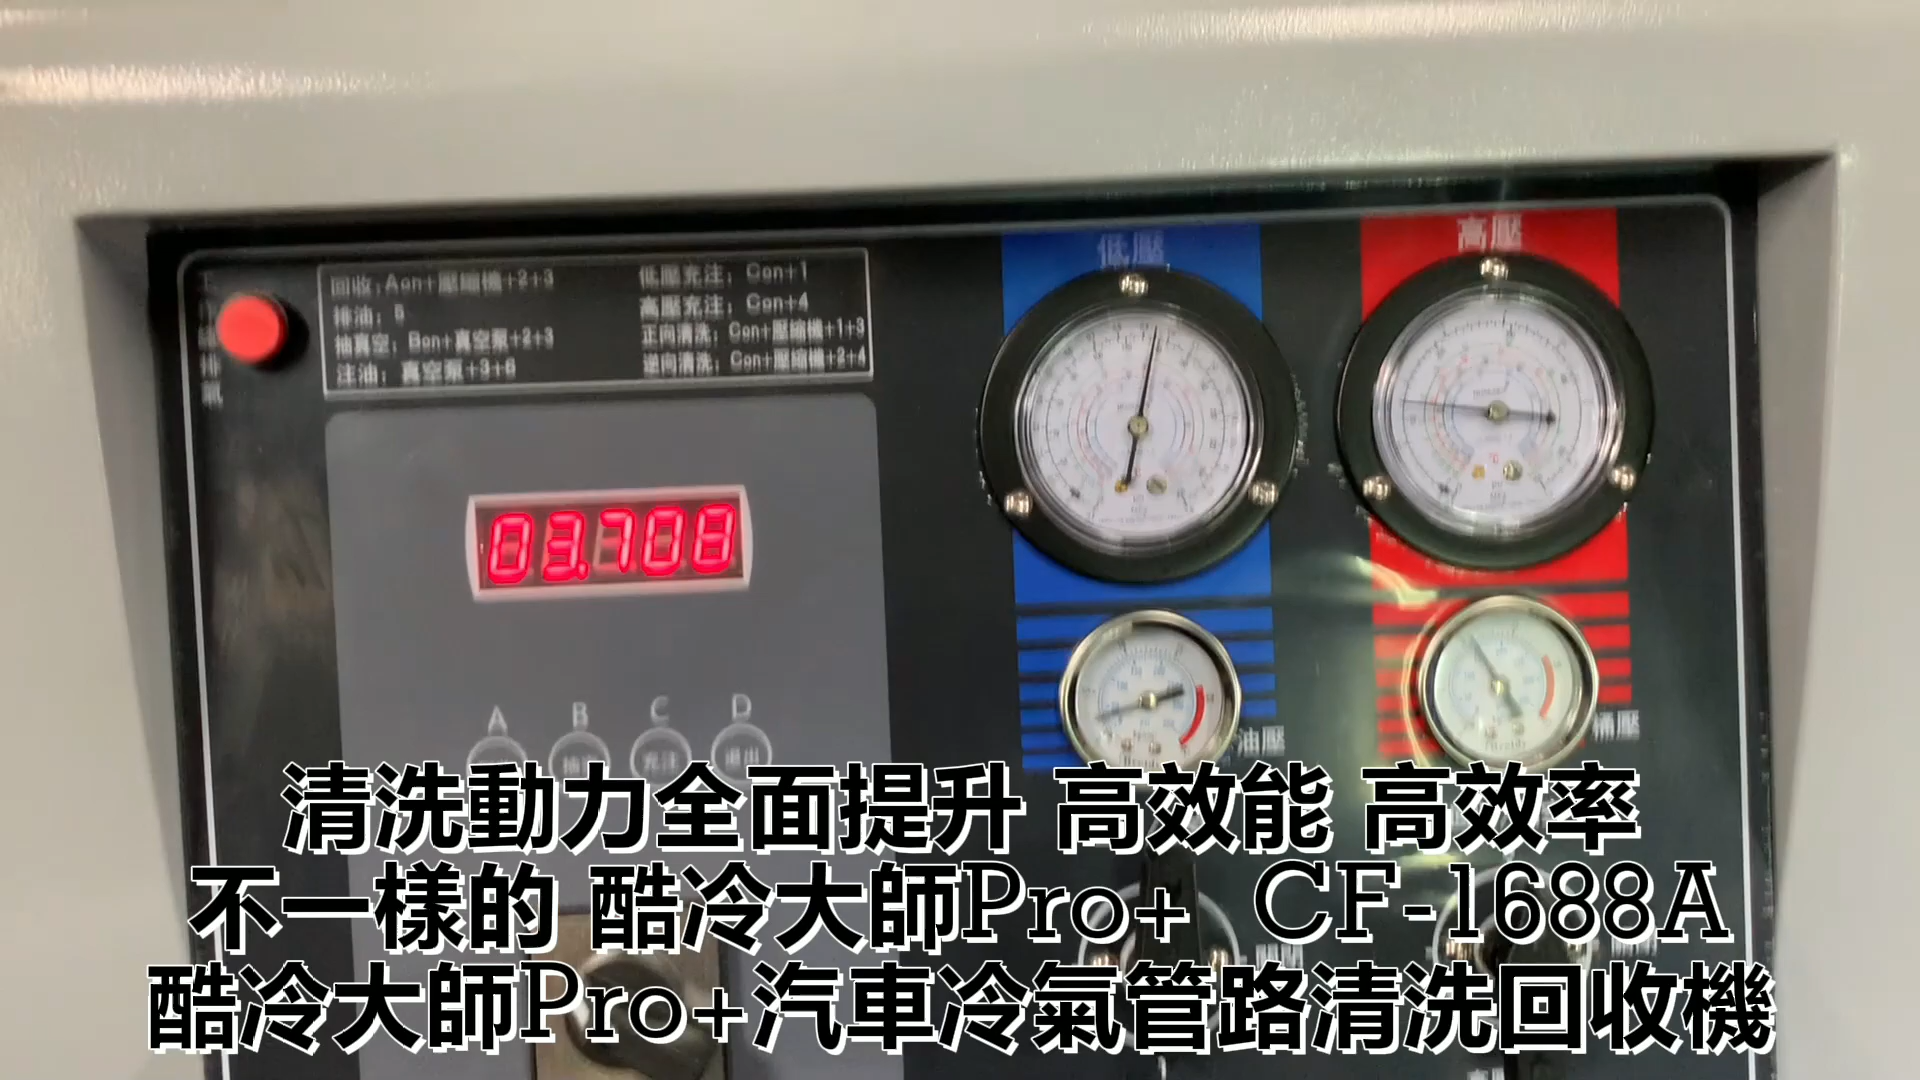 低壓
高壓
回收:Aon+壓縮機+2+3
低壓充注: Con+1
排油: 5
高壓充注: Con+4
抽真空: Bon+真空泵+2+3
正向清洗: Con+壓縮機+1+3
注油: 真空泵+3+6
逆向清洗: Con+壓縮機+2+4
03.708
A B C D
充注
退出
油壓
桶壓
清洗動力全面提升 高效能 高效率
不一樣的 酷冷大師Pro+ CF-1688A
酷冷大師Pro+汽車冷氣管路清洗回收機